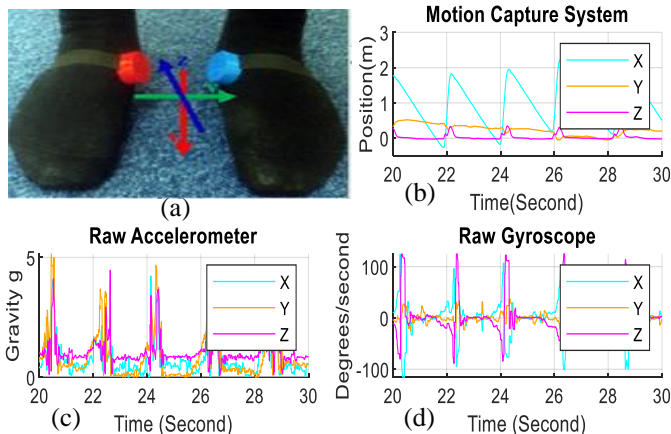 Motion Capture System
Position(m)
3
2
1
0
X
Y
Z
20 22 24 26 28 30
Time(Second)
(a)
(b)
Raw Accelerometer
Gravity g
5
0
X
Y
Z
20 22 24 26 28 30
Time (Second)
(c)
Raw Gyroscope
Degrees/second
100
0
-100
X
Y
Z
20 22 24 26 28 30
Time (Second)
(d)